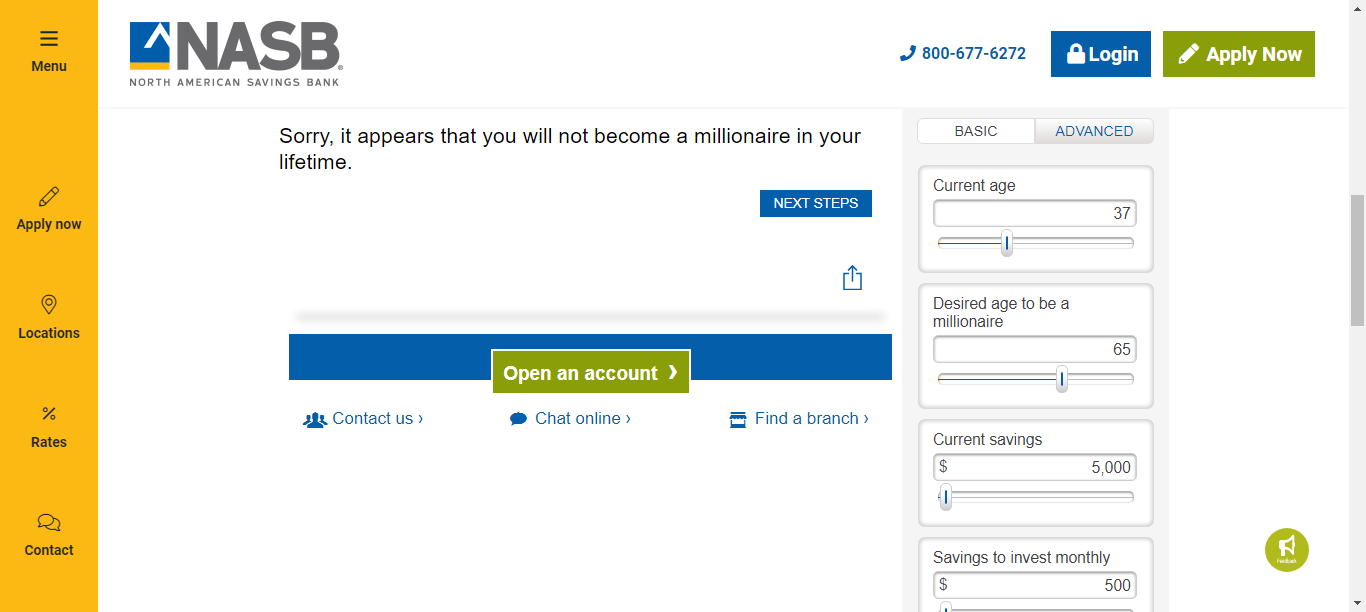 Menu
Apply now
Locations
Rates
Contact
NASB
NORTH AMERICAN SAVINGS BANK
800-677-6272
Login
Apply Now
Sorry, it appears that you will not become a millionaire in your
lifetime.
NEXT STEPS
Open an account ❯
Contact us ›
Chat online ›
Find a branch ›
BASIC
ADVANCED
Current age
37
Desired age to be a
millionaire
65
Current savings
$ 5,000
Savings to invest monthly
$ 500
Feedback